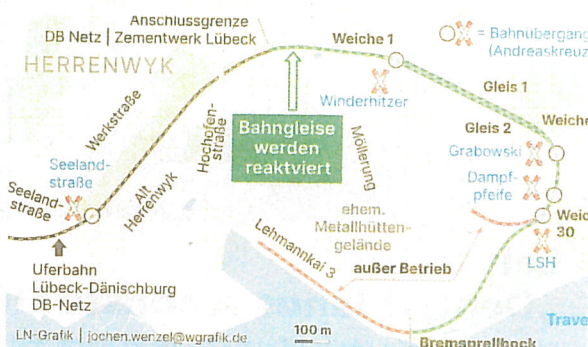 Anschlussgrenze
DB Netz | Zementwerk Lübeck
HERRENWYK
Weiche 1
= Bahnübergang
(Andreaskreuz
Winderhitzer
Gleis 1
Gleis 2
Weiche
Bahngleise
werden
reaktviert
Werkstraße
Hochofen-
straße
Möllerung
Grabowski
Dampf-
pfeife
Seeland-
straße
Seeland-
straße
Alt
Herrenwyk
ehem.
Metallhütten-
gelände
Weic
30
LSH
Lehmannkai 3
außer Betrieb
Uferbahn
Lübeck-Dänischburg
DB-Netz
Trave
LN-Grafik | jochen.wenzel@wgrafik.de
100 m
Bremsprellbock